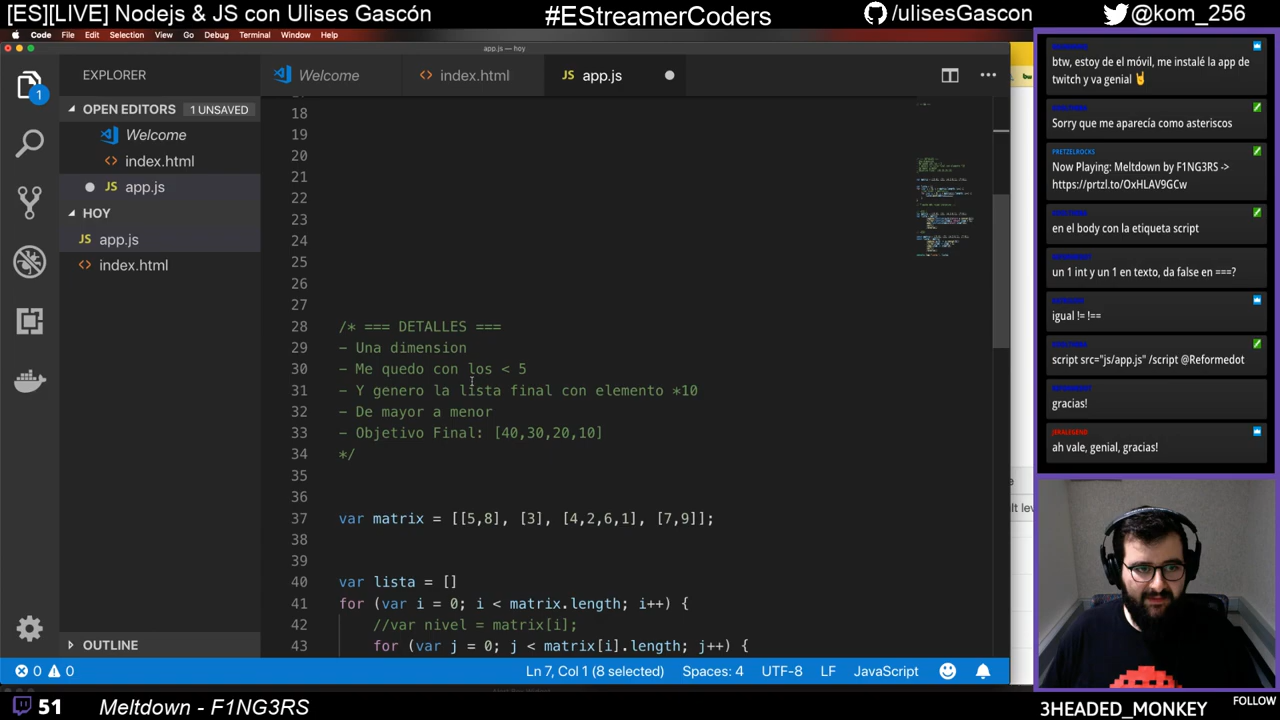 [ES][LIVE] Nodejs & JS con Ulises Gascón
#EStreamerCoders
/ulisesGascon
@kom_256
Code File Edit Selection View Go Debug Terminal Window Help
app.js — hoy
EXPLORER
OPEN EDITORS 1 UNSAVED
Welcome
index.html
app.js
HOY
app.js
index.html
OUTLINE
1
Welcome
index.html
app.js
18
19
20
21
22
23
24
25
26
27
28 /* === DETALLES ===
29 - Una dimension
30 - Me quedo con los < 5
31 - Y genero la lista final con elemento *10
32 - De mayor a menor
33 - Objetivo Final: [40,30,20,10]
34 */
35
36
37 var matrix = [[5,8], [3], [4,2,6,1], [7,9]];
38
39
40 var lista = []
41 for (var i = 0; i < matrix.length; i++) {
42 //var nivel = matrix[i];
43 for (var j = 0; j < matrix[i].length; j++) {
0 0
Ln 7, Col 1 (8 selected) Spaces: 4 UTF-8 LF JavaScript
btw, estoy de el móvil, me instalé la app de
twitch y va genial 🤘
Sorry que me aparecía como asteriscos
PRETZELROCKS
Now Playing: Meltdown by F1NG3RS ->
https://prtzl.to/OxHLAV9GCw
en el body con la etiqueta script
un 1 int y un 1 en texto, da false en ===?
igual != !==
script src="js/app.js" /script @Reformedot
gracias!
ah vale, genial, gracias!
51
Meltdown - F1NG3RS
3HEADED_MONKEY
FOLLOW